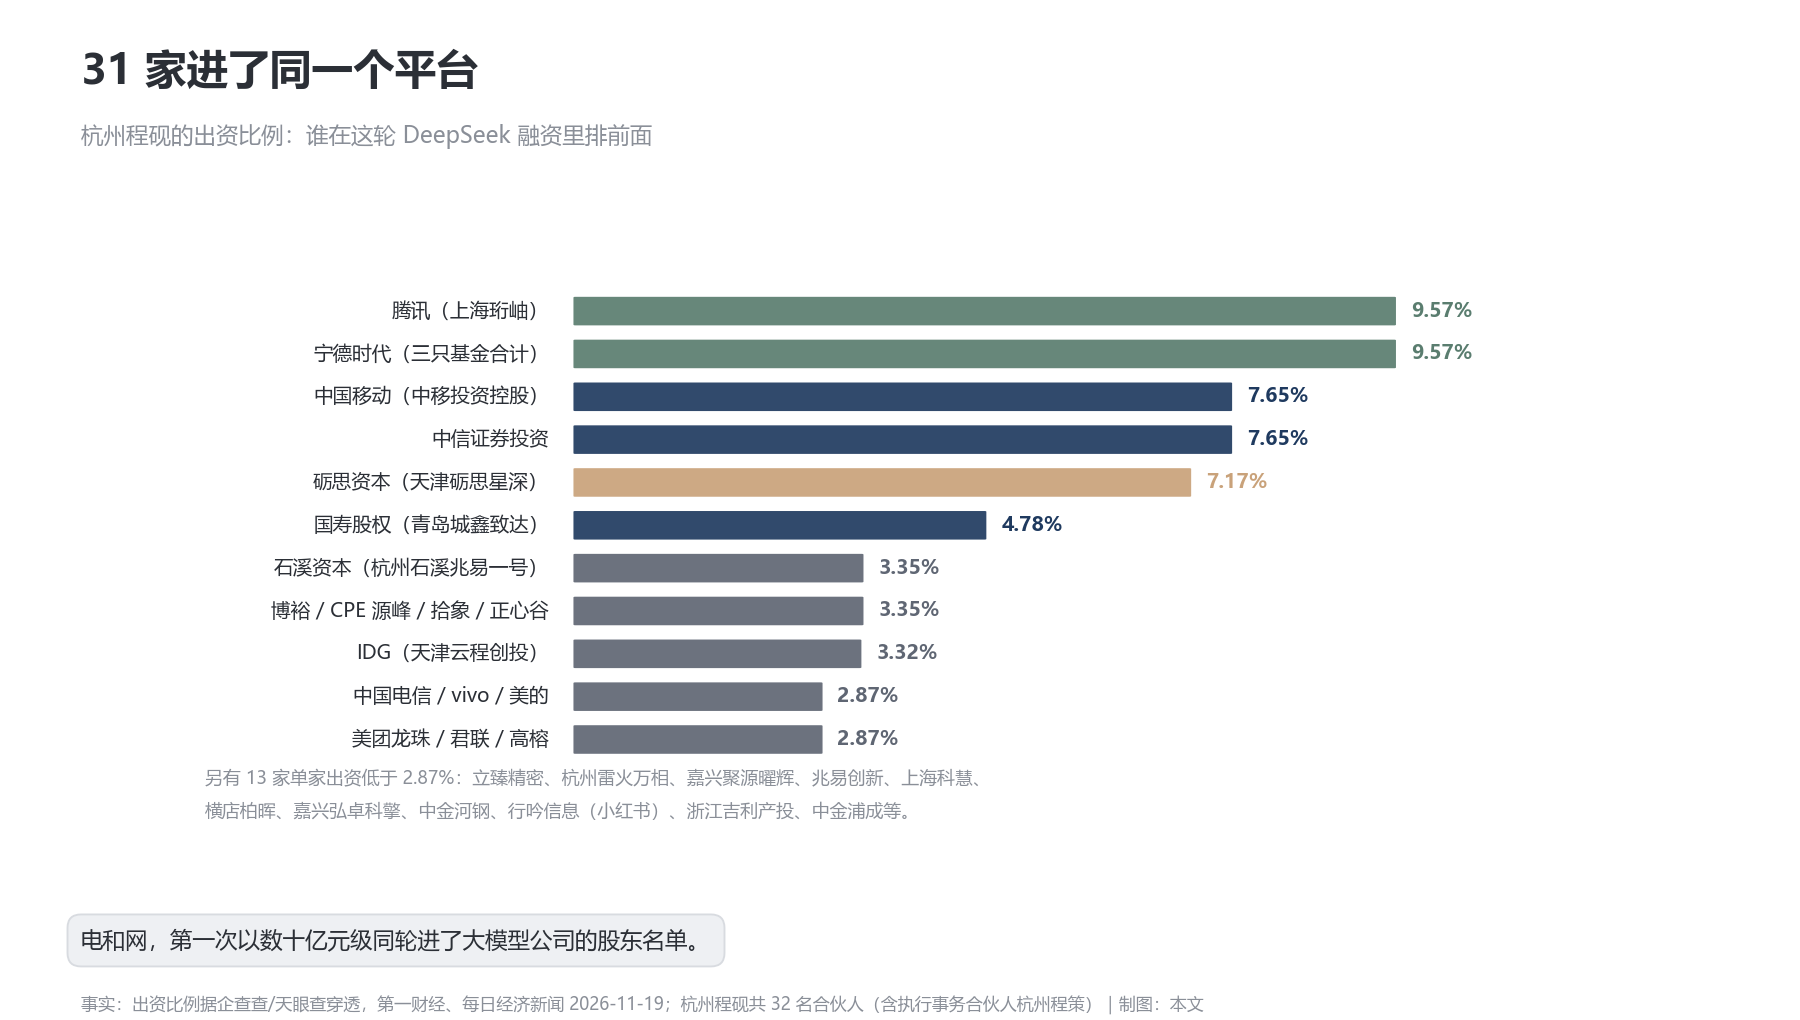 31 家进了同一个平台
杭州程砚的出资比例：谁在这轮 DeepSeek 融资里排前面
腾讯（上海珩岫） 9.57%
宁德时代（三只基金合计） 9.57%
中国移动（中移投资控股） 7.65%
中信证券投资 7.65%
砺思资本（天津砺思星深） 7.17%
国寿股权（青岛城鑫致达） 4.78%
石溪资本（杭州石溪兆易一号） 3.35%
博裕 / CPE 源峰 / 拾象 / 正心谷 3.35%
IDG（天津云程创投） 3.32%
中国电信 / vivo / 美的 2.87%
美团龙珠 / 君联 / 高榕 2.87%
另有 13 家单家出资低于 2.87%：立臻精密、杭州雷火万相、嘉兴聚源曜辉、兆易创新、上海科慧、
横店柏晖、嘉兴弘卓科擎、中金河钢、行吟信息（小红书）、浙江吉利产投、中金浦成等。
电和网，第一次以数十亿元级同轮进了大模型公司的股东名单。
事实：出资比例据企查查/天眼查穿透，第一财经、每日经济新闻 2026-11-19；杭州程砚共 32 名合伙人（含执行事务合伙人杭州程策）｜制图：本文